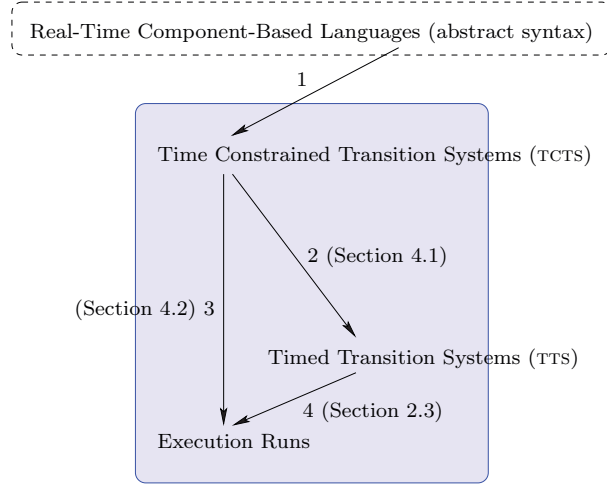 Real-Time Component-Based Languages (abstract syntax)
1
Time Constrained Transition Systems (TCTS)
2 (Section 4.1)
(Section 4.2) 3
Timed Transition Systems (TTS)
4 (Section 2.3)
Execution Runs